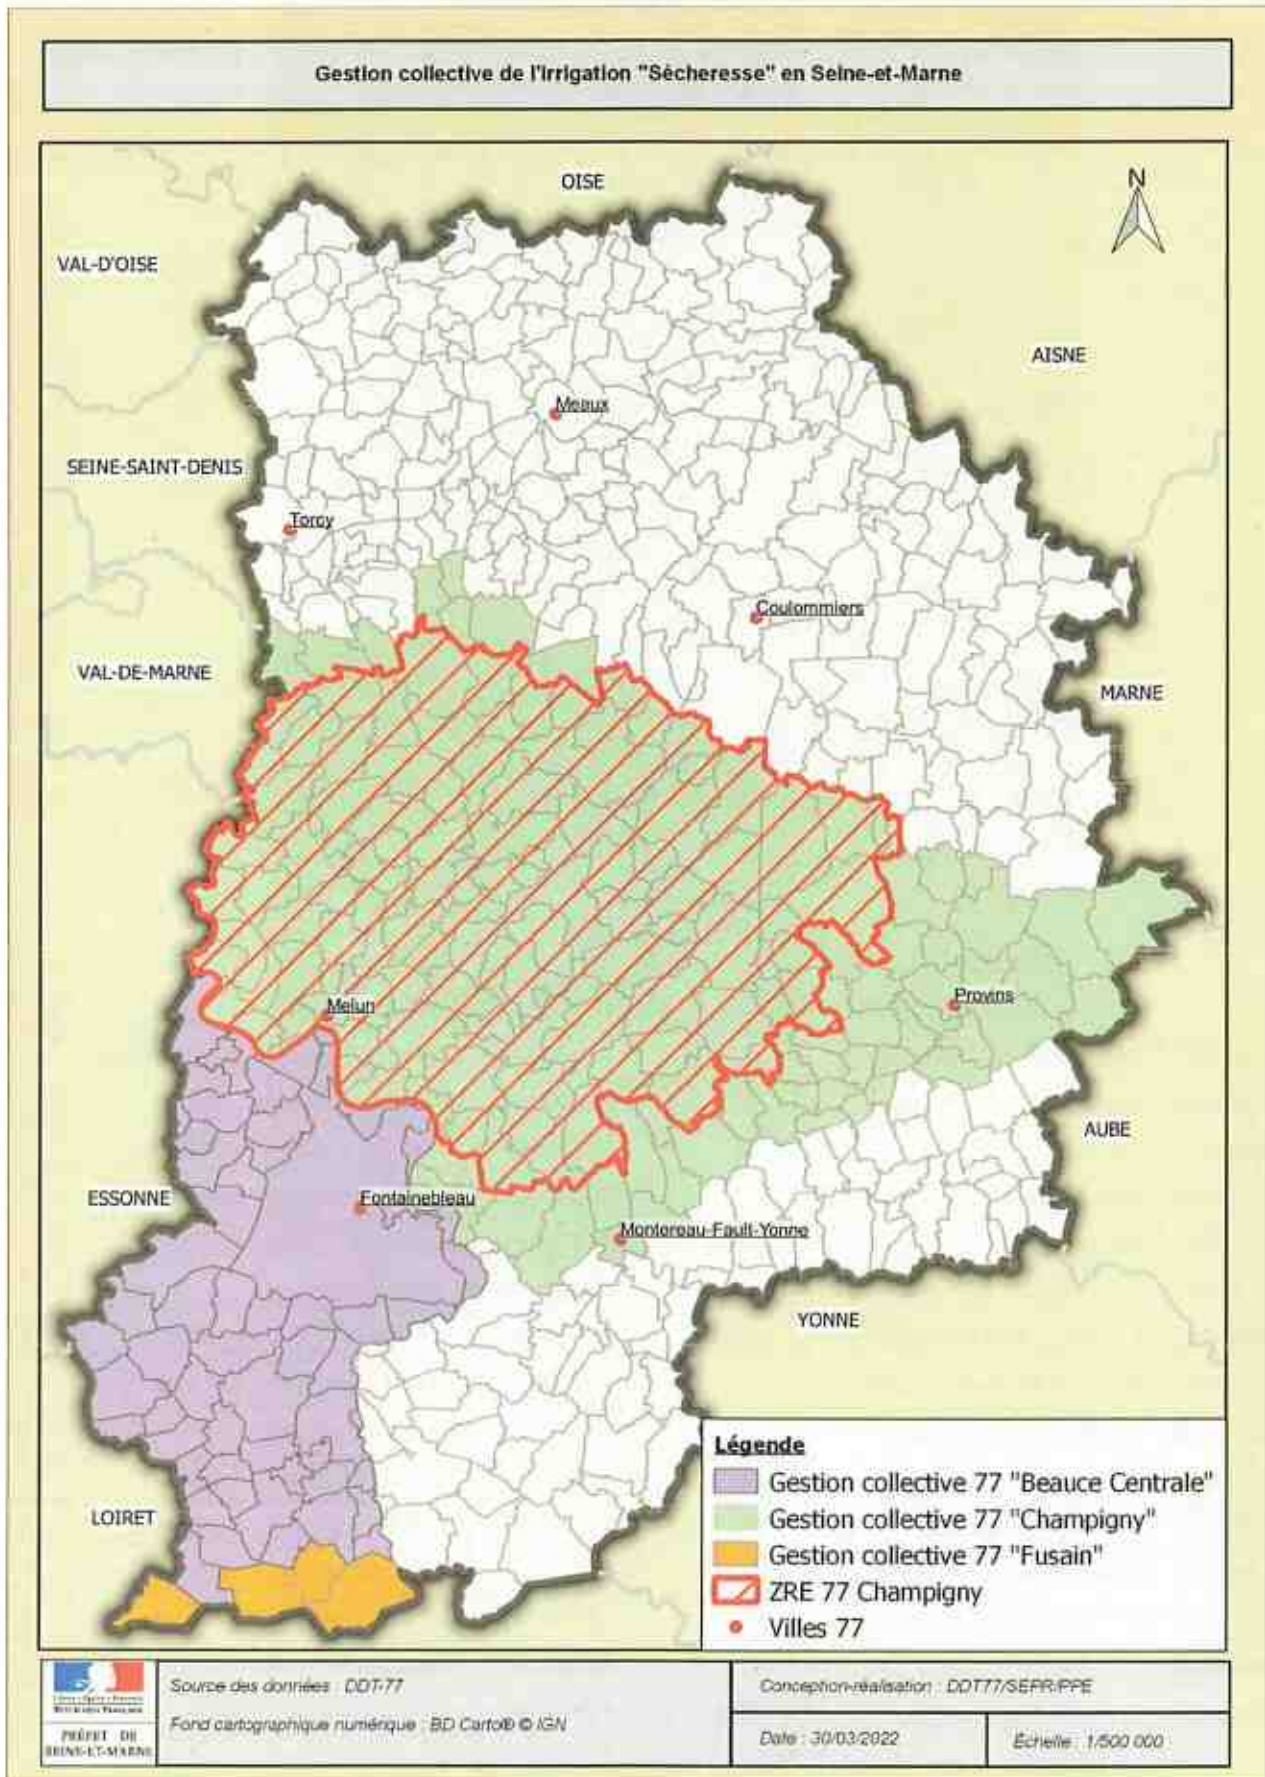 Gestion collective de l'irrigation "Sécheresse" en Seine-et-Marne
OISE
N
VAL-D'OISE
AISNE
Meaux
SEINE-SAINT-DENIS
Torcy
Coulommiers
VAL-DE-MARNE
MARNE
Melun
Provins
AUBE
ESSONNE
Fontainebleau
Montereau-Fault-Yonne
YONNE
Légende
Gestion collective 77 "Beauce Centrale"
LOIRET
Gestion collective 77 "Champigny"
Gestion collective 77 "Fusain"
ZRE 77 Champigny
Villes 77
Source des données : DDT-77
Conception-réalisation : DDT77/SEPR/PPE
Fond cartographique numérique : BD Carto® © IGN
PRÉFET DE
SEINE-ET-MARNE
Date : 30/03/2022
Échelle : 1/500 000